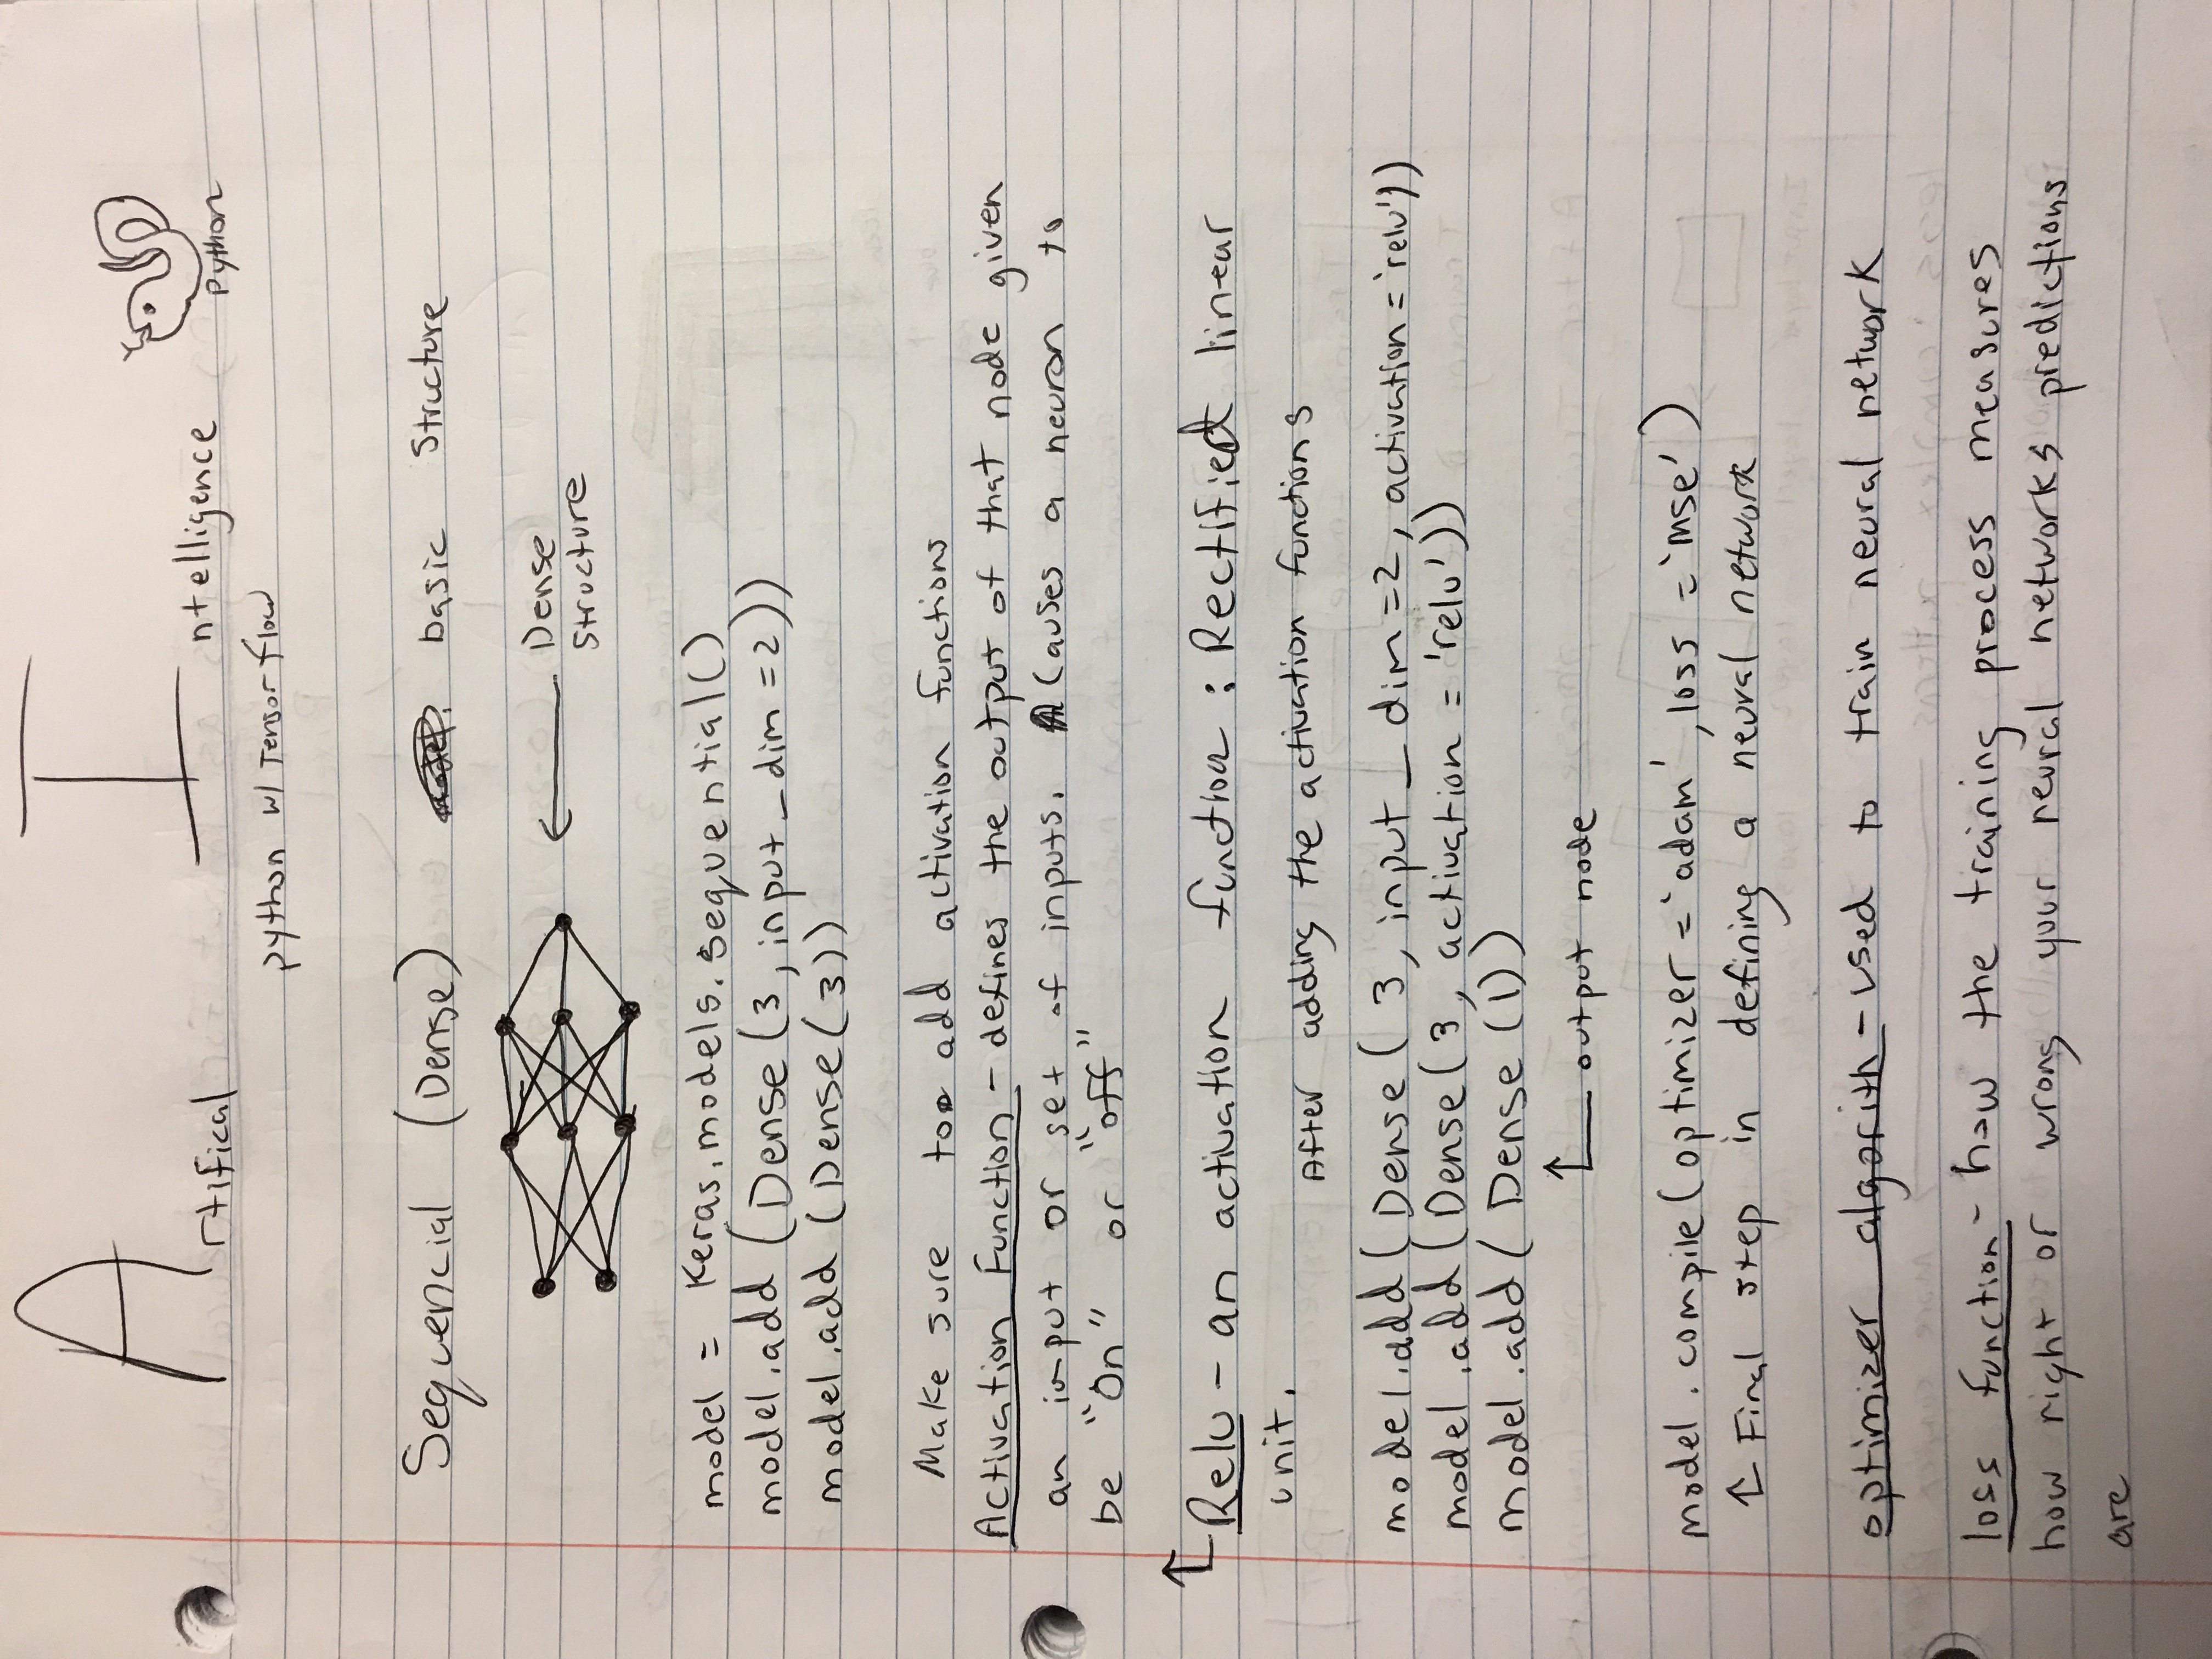 Artifical Intelligence
Python
python w/ Tensor flow
Sequencial (Dense) basic Structure
Dense
Structure
model = Keras.models.sequential()
model.add (Dense (3, input_dim =2))
model.add (Dense (3))
Make sure to add activation functions
Activation Function - defines the output of that node given
an input or set of inputs. Causes a neuron to
be "On" or "off"
Relu - an activation function : Rectified linear
unit.
After adding the activation functions
model.add (Dense ( 3, input_dim =2, activation = 'relu'))
model.add (Dense (3, activation = 'relu'))
model.add ( Dense (1))
output node
model.compile (optimizer = 'adam', loss = 'mse')
Final step in defining a neural network
optimizer algorith - used to train neural network
loss function - how the training process measures
how right or wrong your neural networks predictions
are